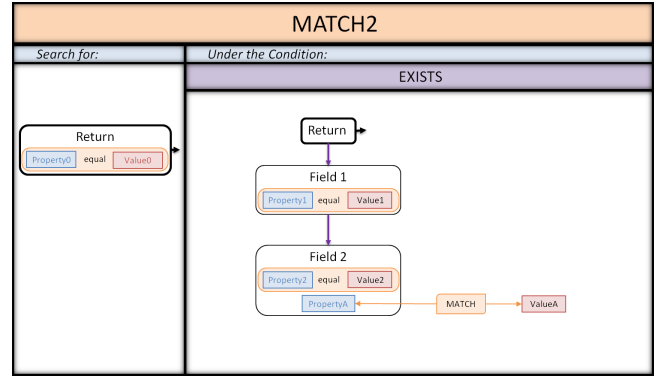 MATCH2
Search for:
Under the Condition:
EXISTS
Return
Property0 equal Value0
Return
Field 1
Property1 equal Value1
Field 2
Property2 equal Value2
PropertyA MATCH ValueA